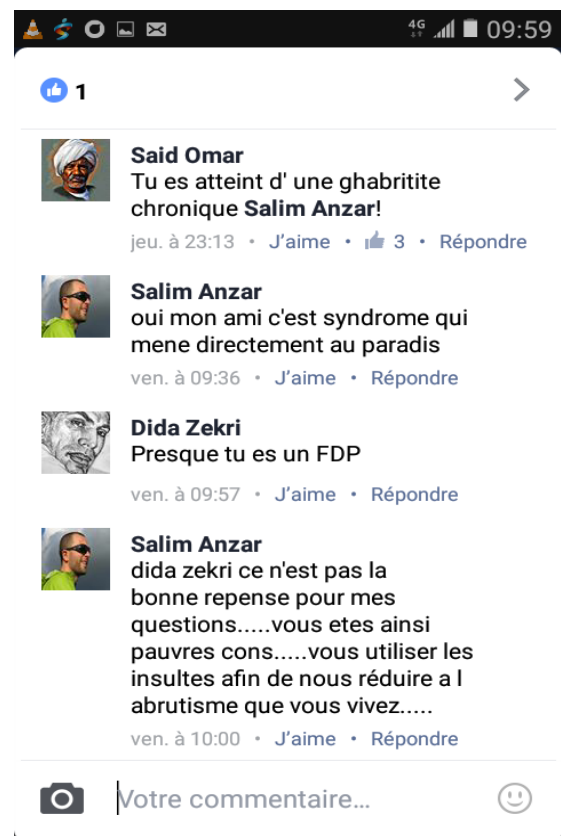 4G 09:59
1
Said Omar
Tu es atteint d' une ghabritite
chronique Salim Anzar!
jeu. à 23:13 • J'aime • 3 • Répondre
Salim Anzar
oui mon ami c'est syndrome qui
mene directement au paradis
ven. à 09:36 • J'aime • Répondre
Dida Zekri
Presque tu es un FDP
ven. à 09:57 • J'aime • Répondre
Salim Anzar
dida zekri ce n'est pas la
bonne repense pour mes
questions.....vous etes ainsi
pauvres cons.....vous utiliser les
insultes afin de nous réduire a l
abrutisme que vous vivez.....
ven. à 10:00 • J'aime • Répondre
Votre commentaire...